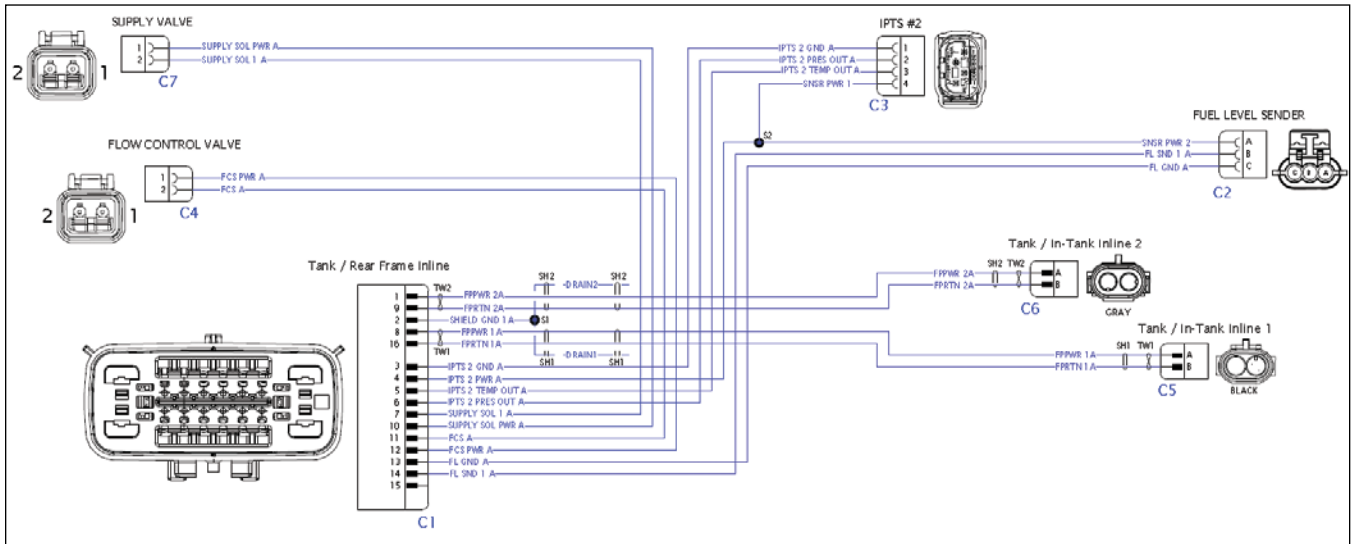 SUPPLY VALVE
1 SUPPLY SOL PWR A
2 SUPPLY SOL 1 A
2 1
C7
FLOW CONTROL VALVE
1 FCS PWR A
2 FCS A
2 1
C4
IPTS #2
IPTS 2 GND A 1
IPTS 2 PRES OUT A 2
IPTS 2 TEMP OUT A 3
SNSR PWR 1 4
C3
S2
FUEL LEVEL SENDER
SNSR PWR 2 A
FL SND 1 A B
FL GND A C
C B A
C2
Tank / Rear Frame Inline
1 TW2 FPPWR 2A
9 FPRTN 2A
2 SHIELD GND 1 A S1
8 FPPWR 1A
16 TW1 FPRTN 1A
SH2 DRAIN2 SH2
SH1 DRAIN1 SH1
3 IPTS 2 GND A
4 IPTS 2 PWR A
5 IPTS 2 TEMP OUT A
6 IPTS 2 PRES OUT A
7 SUPPLY SOL 1 A
10 SUPPLY SOL PWR A
11 FCS A
12 FCS PWR A
13 FL GND A
14 FL SND 1 A
15
C1
Tank / In-Tank Inline 2
SH2 TW2
FPPWR 2A A
FPRTN 2A B
C6
GRAY
Tank / In-Tank Inline 1
SH1 TW1
FPPWR 1A A
FPRTN 1A B
C5
BLACK